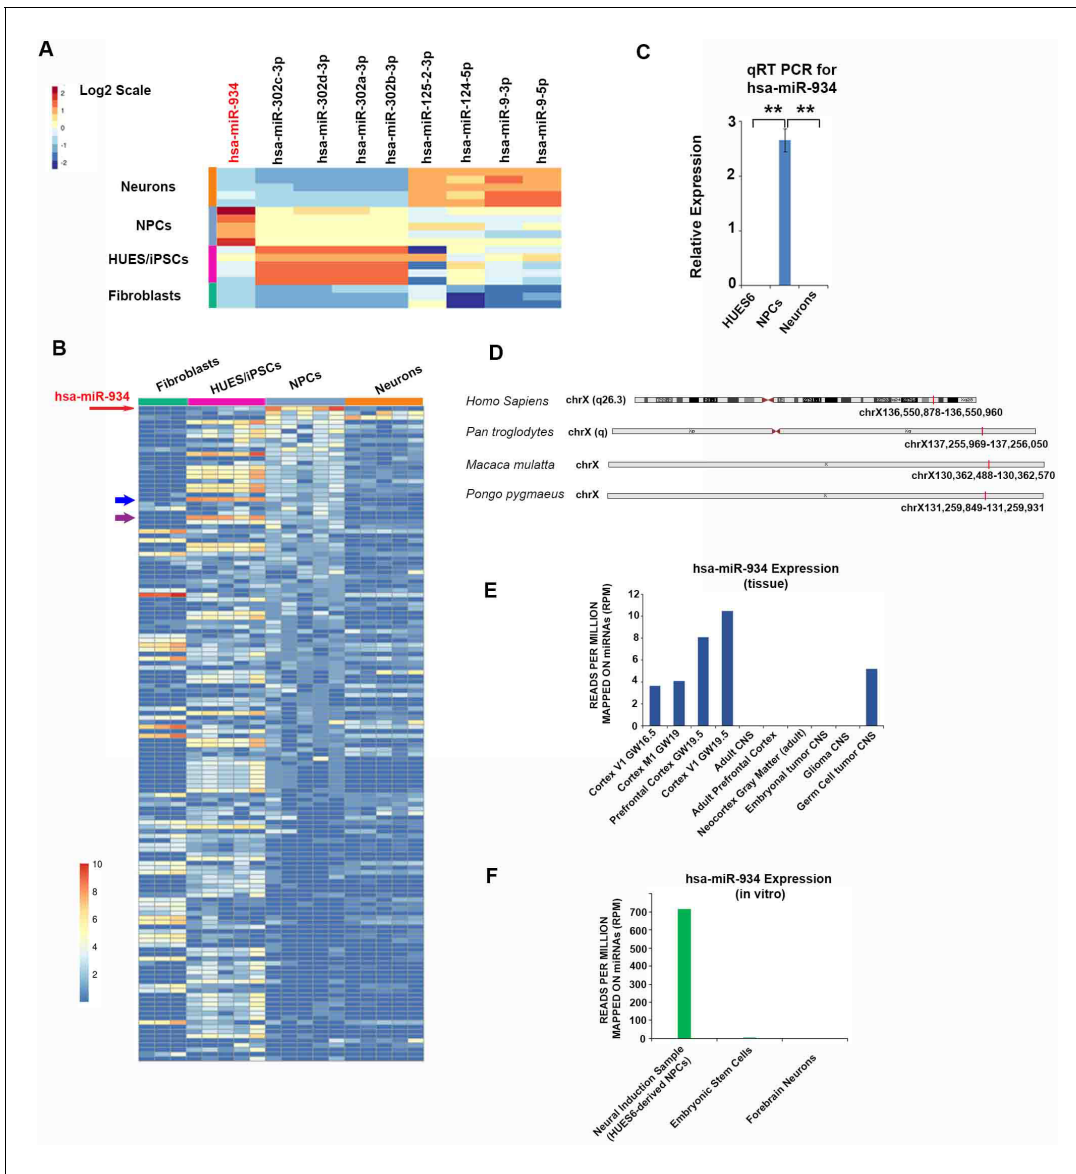 A
Log2 Scale
2
1
0
-1
-2
hsa-miR-934
hsa-miR-302c-3p
hsa-miR-302d-3p
hsa-miR-302a-3p
hsa-miR-302b-3p
hsa-miR-125-2-3p
hsa-miR-124-5p
hsa-miR-9-3p
hsa-miR-9-5p
Neurons
NPCs
HUES/iPSCs
Fibroblasts
C
qRT PCR for
hsa-miR-934
** **
Relative Expression
3
2
1
0
HUES6
NPCs
Neurons
B
Fibroblasts
HUES/iPSCs
NPCs
Neurons
hsa-miR-934
10
8
6
4
2
D
Homo Sapiens chrX (q26.3)
chrX136,550,878-136,550,960
Pan troglodytes chrX (q)
chrX137,255,969-137,256,050
Macaca mulatta chrX
chrX130,362,488-130,362,570
Pongo pygmaeus chrX
chrX131,259,849-131,259,931
E
hsa-miR-934 Expression
(tissue)
READS PER MILLION
MAPPED ON miRNAs (RPM)
12
10
8
6
4
2
0
Cortex V1 GW16.5
Cortex M1 GW19
Prefrontal Cortex GW19.5
Cortex V1 GW19.5
Adult CNS
Adult Prefrontal Cortex
Neocortex Gray Matter (adult)
Embryonal tumor CNS
Glioma CNS
Germ Cell tumor CNS
F
hsa-miR-934 Expression
(in vitro)
READS PER MILLION
MAPPED ON miRNAs (RPM)
700
600
500
400
300
200
100
0
Neural Induction Sample
(HUES6-derived NPCs)
Embryonic Stem Cells
Forebrain Neurons